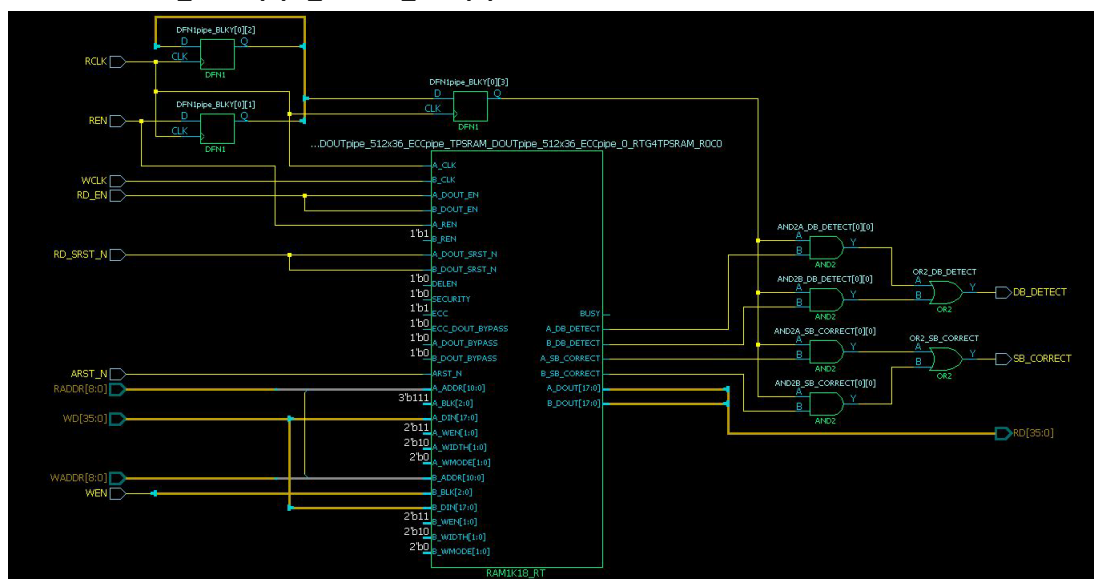 DFN1pipe_BLKY[0][2]
D Q
RCLK CLK
DFN1
DFN1pipe_BLKY[0][3]
D Q
CLK
DFN1
DFN1pipe_BLKY[0][1]
REN D Q
CLK
DFN1
...DOUTpipe_512x36_ECCpipe_TPSRAM_DOUTpipe_512x36_ECCpipe_0_RTG4TPSRAM_R0C0
A_CLK
WCLK B_CLK
RD_EN A_DOUT_EN
B_DOUT_EN
A_REN
1'b1 B_REN
RD_SRST_N A_DOUT_SRST_N
B_DOUT_SRST_N
1'b0 DELEN
1'b0 SECURITY
1'b1 ECC
1'b0 ECC_DOUT_BYPASS
1'b0 A_DOUT_BYPASS
1'b0 B_DOUT_BYPASS
ARST_N ARST_N
RADDR[8:0] A_ADDR[10:0]
3'b111 A_BLK[2:0]
WD[35:0] A_DIN[17:0]
2'b11 A_WEN[1:0]
2'b10 A_WIDTH[1:0]
2'b0 A_WMODE[1:0]
WADDR[8:0] B_ADDR[10:0]
WEN B_BLK[2:0]
B_DIN[17:0]
2'b11 B_WEN[1:0]
2'b10 B_WIDTH[1:0]
2'b0 B_WMODE[1:0]
BUSY
A_DB_DETECT
B_DB_DETECT
A_SB_CORRECT
B_SB_CORRECT
A_DOUT[17:0]
B_DOUT[17:0]
RAM1K18_RT
AND2A_DB_DETECT[0][0]
A Y
B
AND2
AND2B_DB_DETECT[0][0]
A Y
B
AND2
OR2_DB_DETECT
A Y
B
OR2
DB_DETECT
AND2A_SB_CORRECT[0][0]
A Y
B
AND2
AND2B_SB_CORRECT[0][0]
A Y
B
AND2
OR2_SB_CORRECT
A Y
B
OR2
SB_CORRECT
RD[35:0]